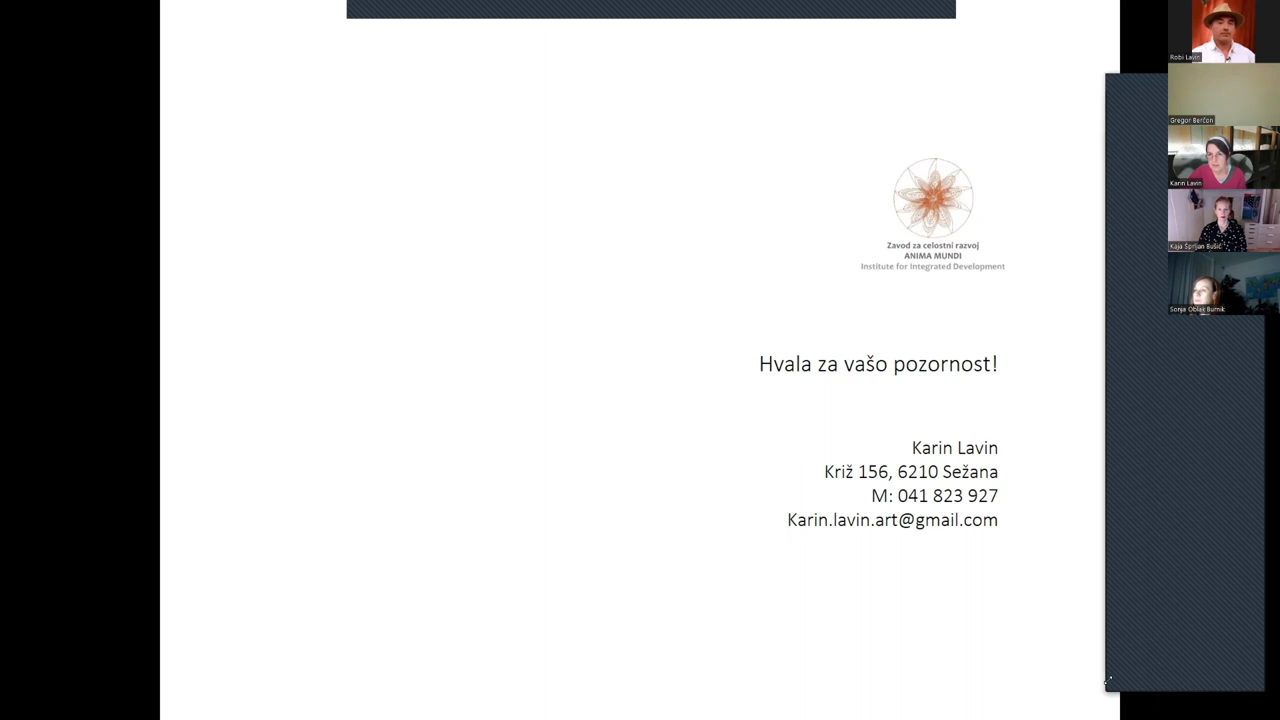 Zavod za celostni razvoj
ANIMA MUNDI
Institute for Integrated Development
Hvala za vašo pozornost!
Karin Lavin
Križ 156, 6210 Sežana
M: 041 823 927
Karin.lavin.art@gmail.com
Robi Lavin
Gregor Berčon
Karin Lavin
Kaja Širpljan Bušić
Sonja Oblak Burnik